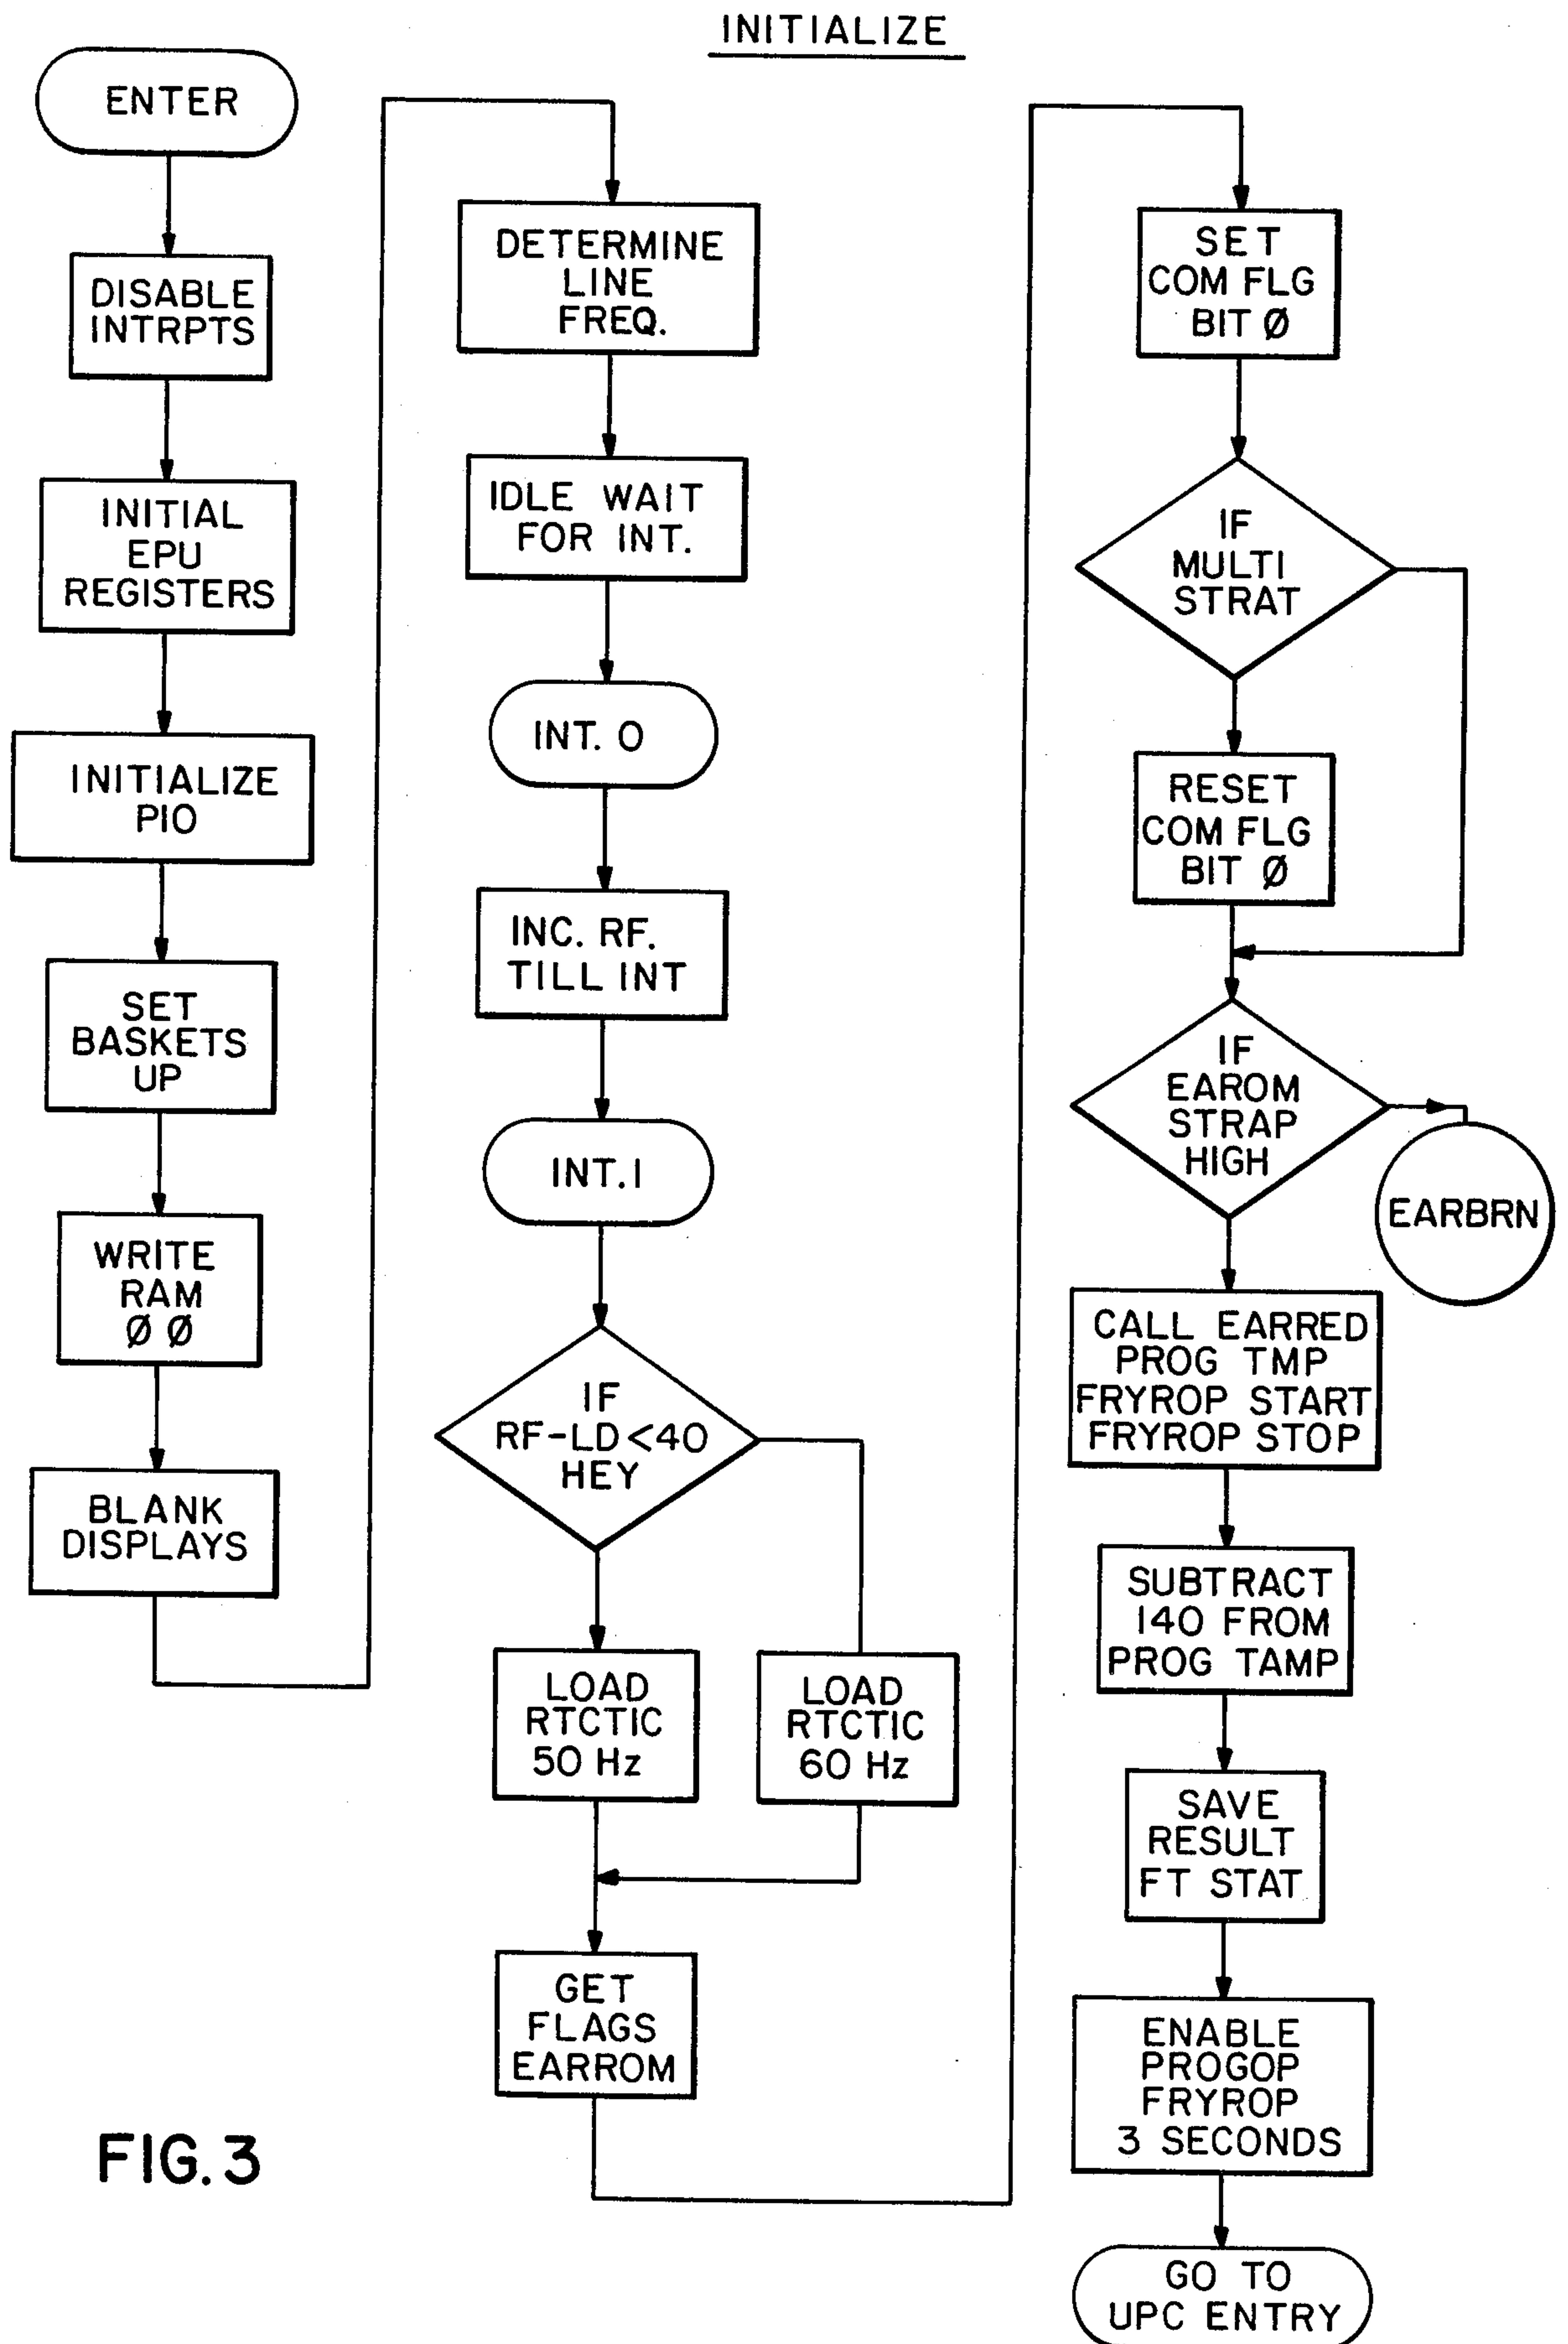 INITIALIZE
ENTER
DISABLE
INTRPTS
INITIAL
EPU
REGISTERS
INITIALIZE
PIO
SET
BASKETS
UP
WRITE
RAM
Ø Ø
BLANK
DISPLAYS
DETERMINE
LINE
FREQ.
IDLE WAIT
FOR INT.
INT. O
INC. RF.
TILL INT
INT. I
IF
RF-LD<40
HEY
LOAD
RTCTIC
50 Hz
LOAD
RTCTIC
60 Hz
GET
FLAGS
EARROM
SET
COM FLG
BIT Ø
IF
MULTI
STRAT
RESET
COM FLG
BIT Ø
IF
EAROM
STRAP
HIGH
EARBRN
CALL EARRED
PROG TMP
FRYROP START
FRYROP STOP
SUBTRACT
140 FROM
PROG TAMP
SAVE
RESULT
FT STAT
ENABLE
PROGOP
FRYROP
3 SECONDS
GO TO
UPC ENTRY
FIG. 3